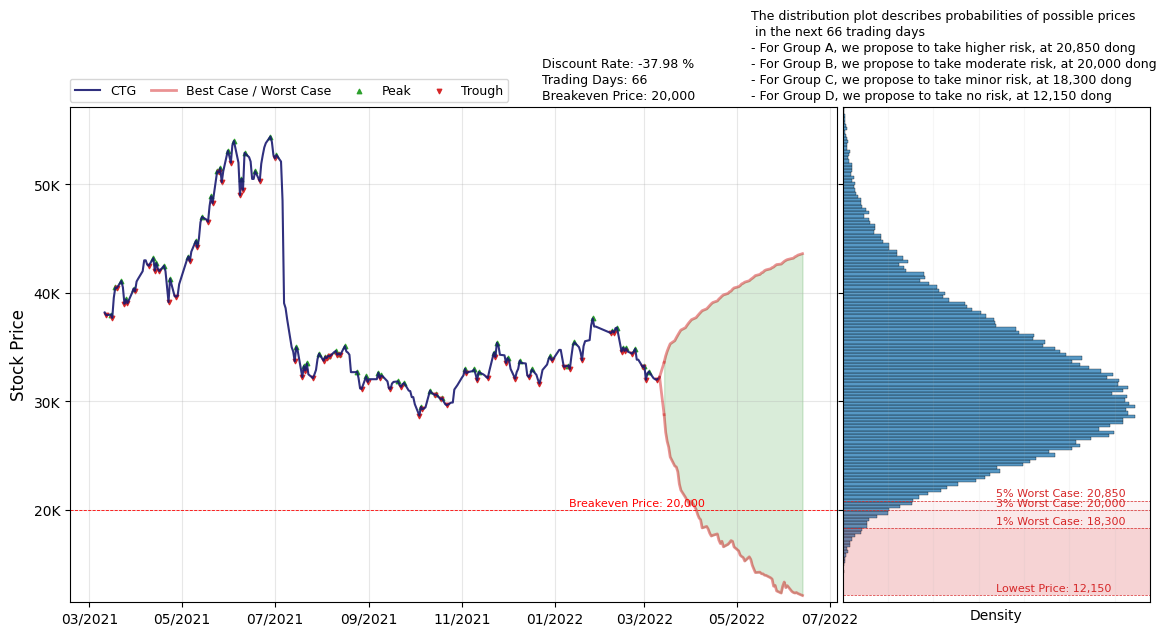 The distribution plot describes probabilities of possible prices
in the next 66 trading days
- For Group A, we propose to take higher risk, at 20,850 dong
- For Group B, we propose to take moderate risk, at 20,000 dong
- For Group C, we propose to take minor risk, at 18,300 dong
- For Group D, we propose to take no risk, at 12,150 dong
Discount Rate: -37.98 %
Trading Days: 66
Breakeven Price: 20,000
CTG Best Case / Worst Case Peak Trough
Stock Price
50K
40K
30K
20K
Breakeven Price: 20,000
5% Worst Case: 20,850
3% Worst Case: 20,000
1% Worst Case: 18,300
Lowest Price: 12,150
03/2021 05/2021 07/2021 09/2021 11/2021 01/2022 03/2022 05/2022 07/2022
Density